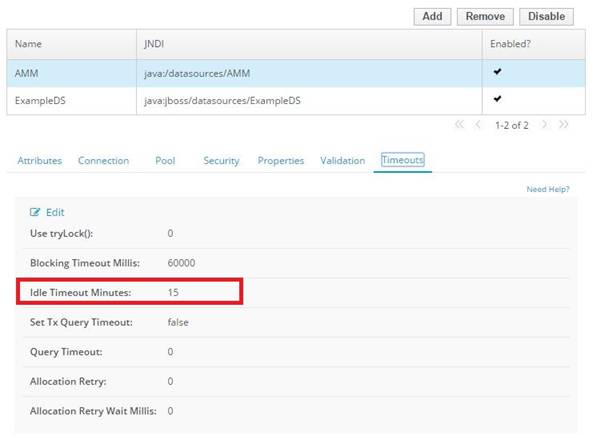 Add Remove Disable
Name JNDI Enabled?
AMM java:/datasources/AMM
ExampleDS java:jboss/datasources/ExampleDS
1-2 of 2
Attributes Connection Pool Security Properties Validation Timeouts
Need Help?
Edit
Use tryLock(): 0
Blocking Timeout Millis: 60000
Idle Timeout Minutes: 15
Set Tx Query Timeout: false
Query Timeout: 0
Allocation Retry: 0
Allocation Retry Wait Millis: 0